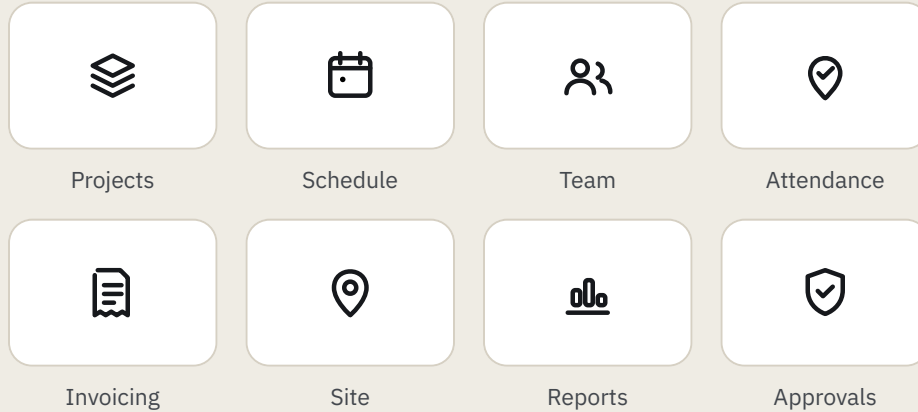 Projects
Schedule
Team
Attendance
Invoicing
Site
Reports
Approvals